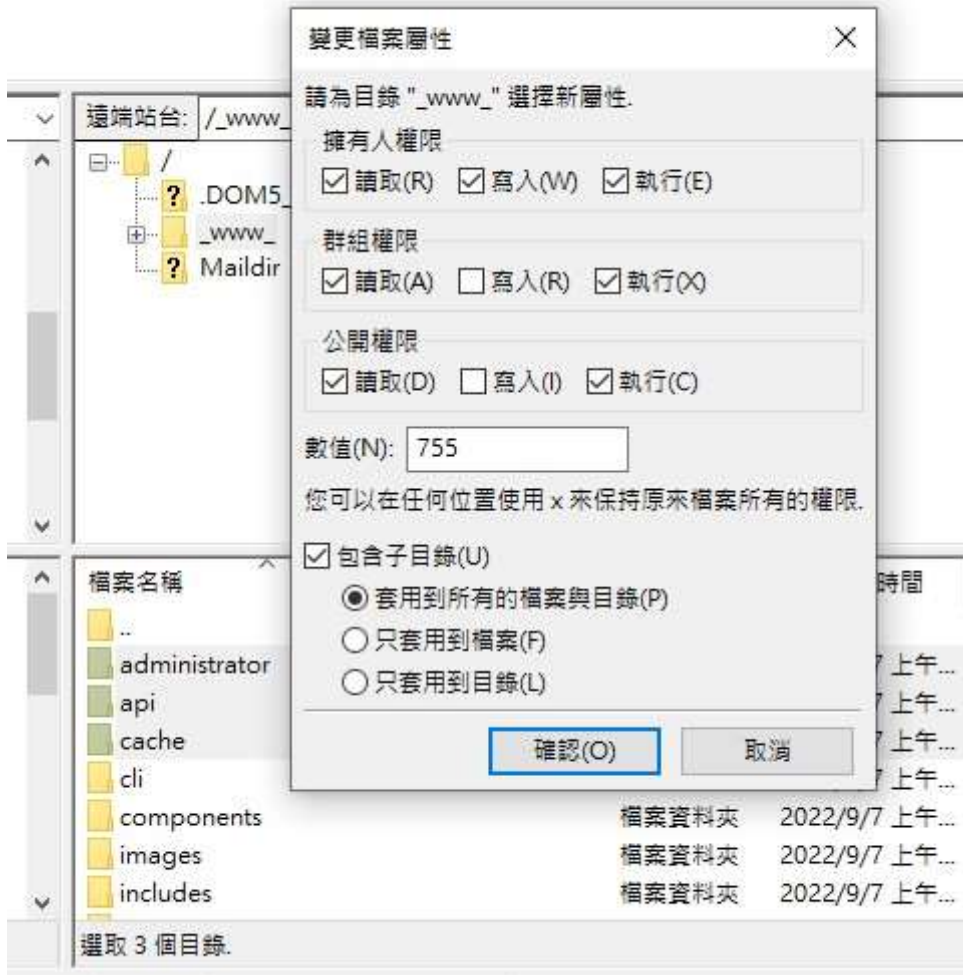 變更檔案屬性
請為目錄 "_www_" 選擇新屬性.
擁有人權限
讀取(R) 寫入(W) 執行(E)
群組權限
讀取(A) 寫入(R) 執行(X)
公開權限
讀取(D) 寫入(I) 執行(C)
數值(N): 755
您可以在任何位置使用 x 來保持原來檔案所有的權限.
包含子目錄(U)
套用到所有的檔案與目錄(P)
只套用到檔案(F)
只套用到目錄(L)
確認(O) 取消
遠端站台: /_www_
/
? .DOM5_
_www_
? Maildir
檔案名稱 時間
..
administrator 7 上午...
api 7 上午...
cache 7 上午...
cli 7 上午...
components 檔案資料夾 2022/9/7 上午...
images 檔案資料夾 2022/9/7 上午...
includes 檔案資料夾 2022/9/7 上午...
選取 3 個目錄.